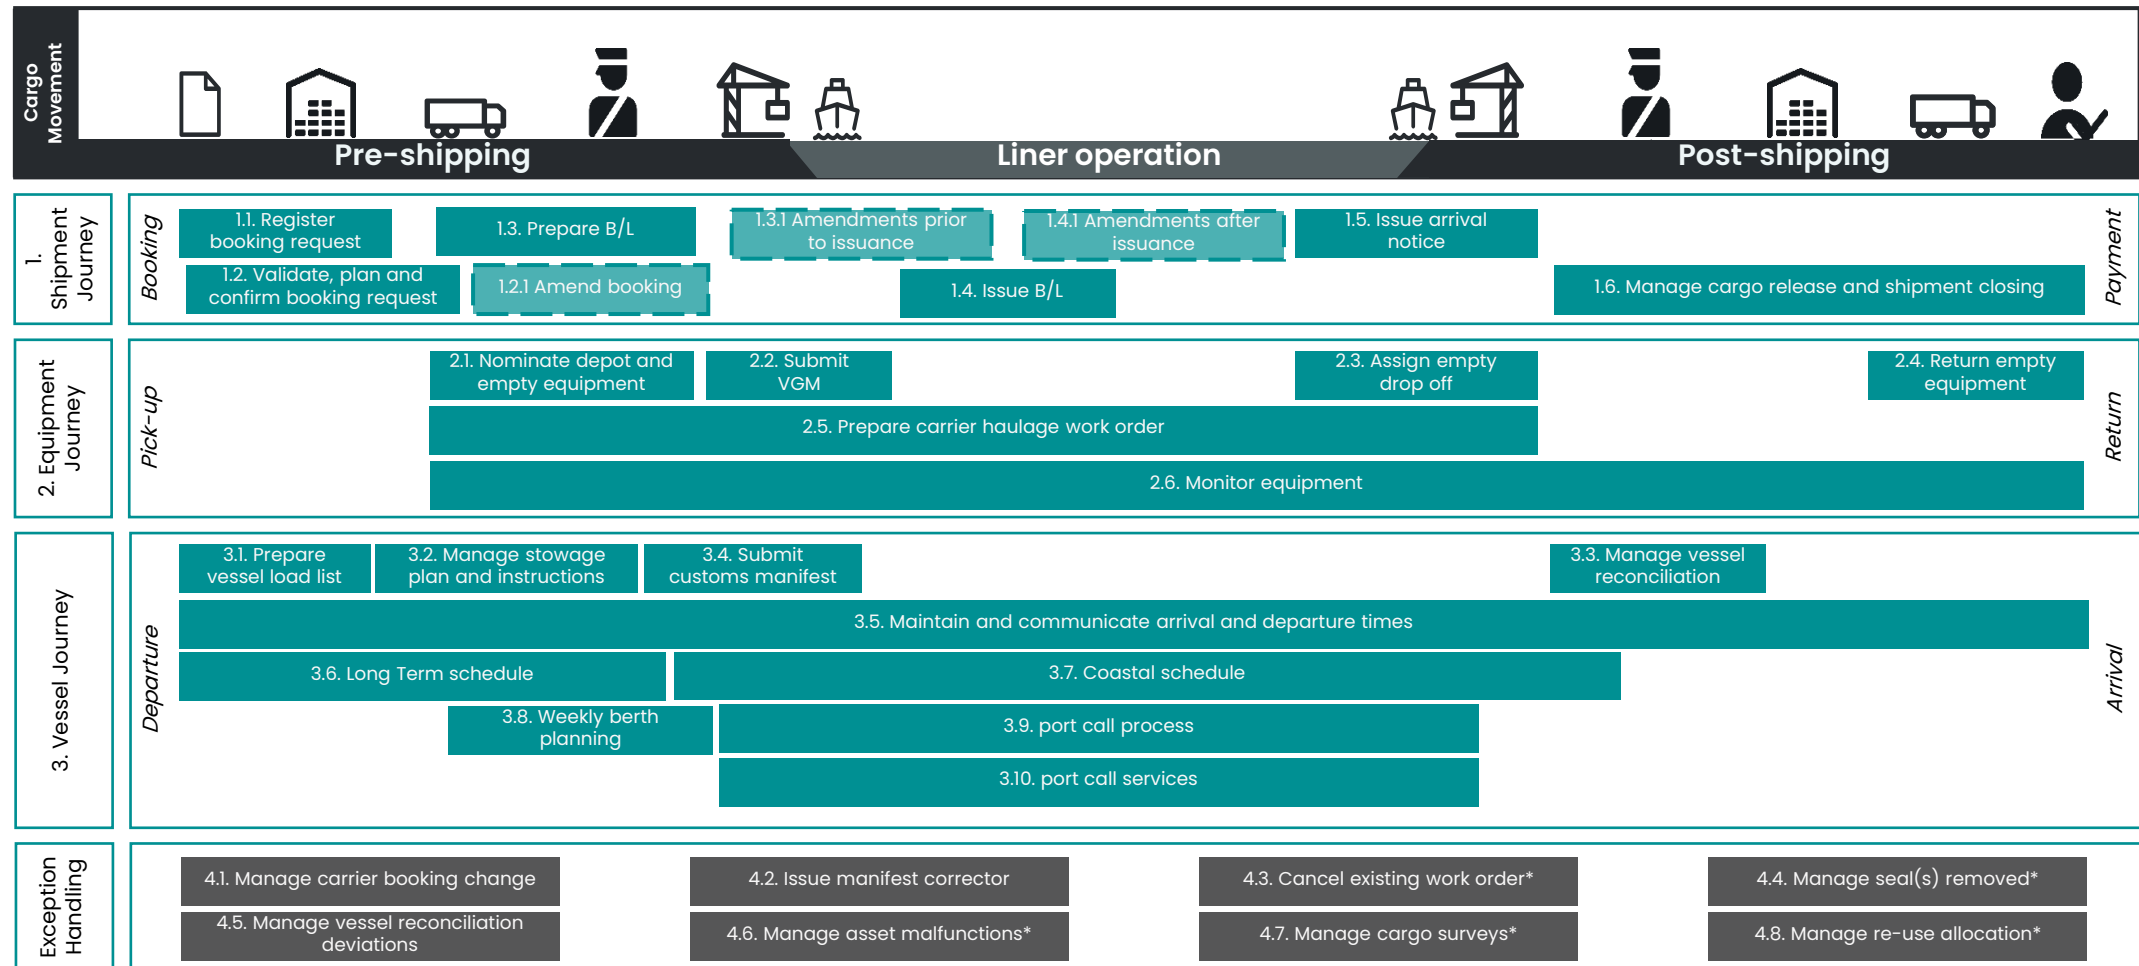 Cargo
Movement
Pre-shipping
Liner operation
Post-shipping
1.
Shipment
Journey
Booking
1.1. Register
booking request
1.3. Prepare B/L
1.3.1 Amendments prior
to issuance
1.4.1 Amendments after
issuance
1.5. Issue arrival
notice
1.2. Validate, plan and
confirm booking request
1.2.1 Amend booking
1.4. Issue B/L
1.6. Manage cargo release and shipment closing
Payment
2. Equipment
Journey
Pick-up
2.1. Nominate depot and
empty equipment
2.2. Submit
VGM
2.3. Assign empty
drop off
2.4. Return empty
equipment
2.5. Prepare carrier haulage work order
2.6. Monitor equipment
Return
3. Vessel Journey
Departure
3.1. Prepare
vessel load list
3.2. Manage stowage
plan and instructions
3.4. Submit
customs manifest
3.3. Manage vessel
reconciliation
3.5. Maintain and communicate arrival and departure times
3.6. Long Term schedule
3.7. Coastal schedule
3.8. Weekly berth
planning
3.9. port call process
3.10. port call services
Arrival
Exception
Handling
4.1. Manage carrier booking change
4.2. Issue manifest corrector
4.3. Cancel existing work order*
4.4. Manage seal(s) removed*
4.5. Manage vessel reconciliation
deviations
4.6. Manage asset malfunctions*
4.7. Manage cargo surveys*
4.8. Manage re-use allocation*